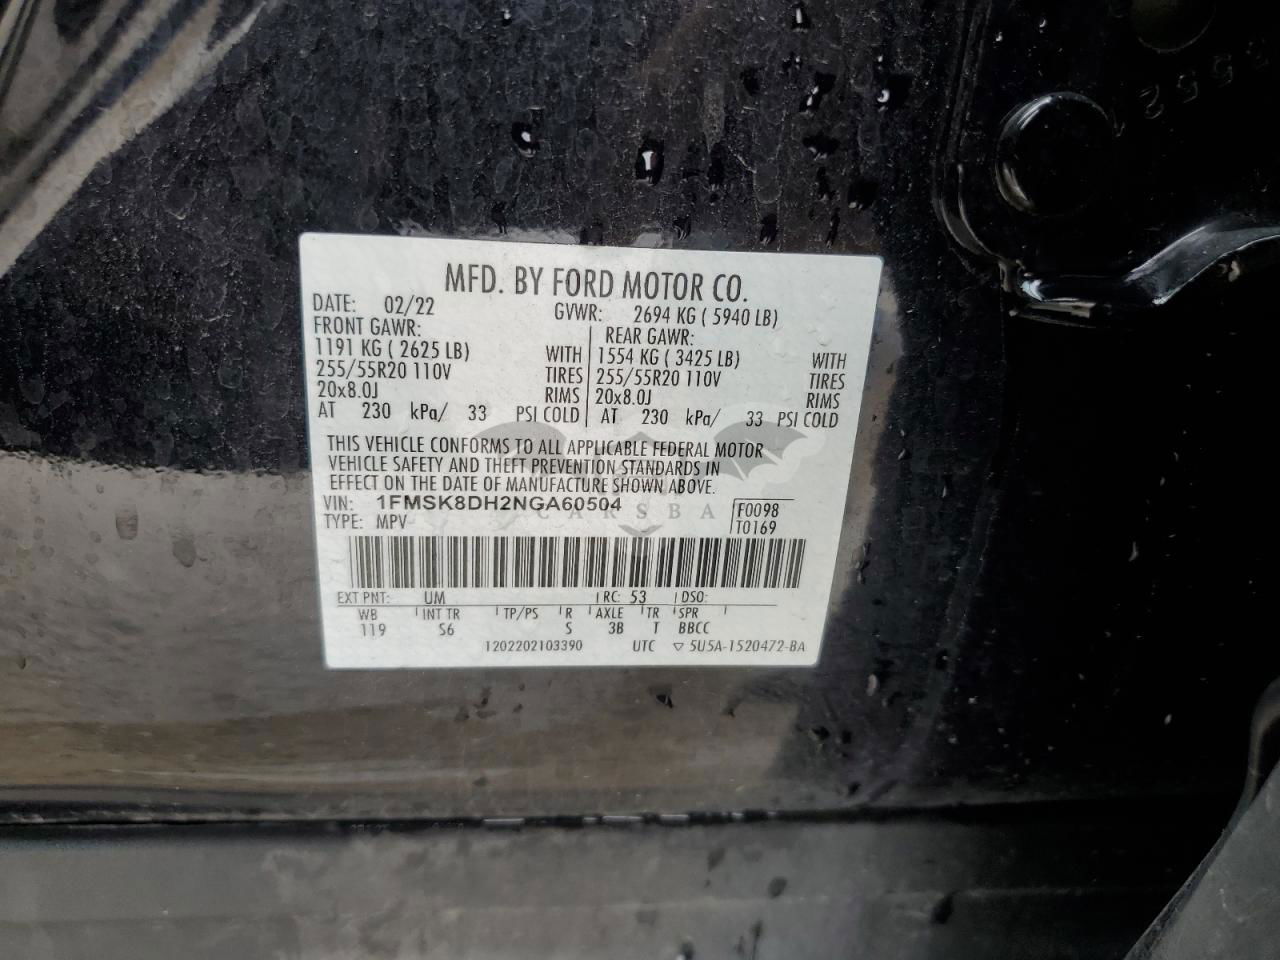 MFD. BY FORD MOTOR CO.
DATE: 02/22 GVWR: 2694 KG ( 5940 LB)
FRONT GAWR: REAR GAWR:
1191 KG ( 2625 LB) WITH 1554 KG ( 3425 LB) WITH
255/55R20 110V TIRES 255/55R20 110V TIRES
20x8.0J RIMS 20x8.0J RIMS
AT 230 kPa/ 33 PSI COLD AT 230 kPa/ 33 PSI COLD
THIS VEHICLE CONFORMS TO ALL APPLICABLE FEDERAL MOTOR
VEHICLE SAFETY AND THEFT PREVENTION STANDARDS IN
EFFECT ON THE DATE OF MANUFACTURE SHOWN ABOVE.
VIN: 1FMSK8DH2NGA60504 F0098
TYPE: MPV T0169
CARSBA
EXT PNT: UM RC: 53 DSO:
WB INT TR TP/PS R AXLE TR SPR
119 S6 S 3B T BBCC
1202202103390 UTC ▽ 5U5A-1520472-BA